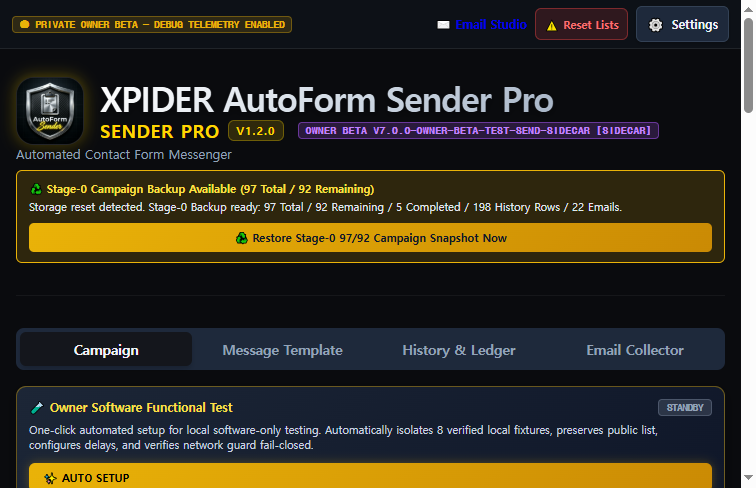 PRIVATE OWNER BETA — DEBUG TELEMETRY ENABLED
Email Studio
Reset Lists
Settings
AutoForm
Sender
XPIDER AutoForm Sender Pro
SENDER PRO
V1.2.0
OWNER BETA V7.0.0-OWNER-BETA-TEST-SEND-SIDECAR [SIDECAR]
Automated Contact Form Messenger
Stage-0 Campaign Backup Available (97 Total / 92 Remaining)
Storage reset detected. Stage-0 Backup ready: 97 Total / 92 Remaining / 5 Completed / 198 History Rows / 22 Emails.
Restore Stage-0 97/92 Campaign Snapshot Now
Campaign
Message Template
History & Ledger
Email Collector
Owner Software Functional Test
STANDBY
One-click automated setup for local software-only testing. Automatically isolates 8 verified local fixtures, preserves public list,
configures delays, and verifies network guard fail-closed.
AUTO SETUP